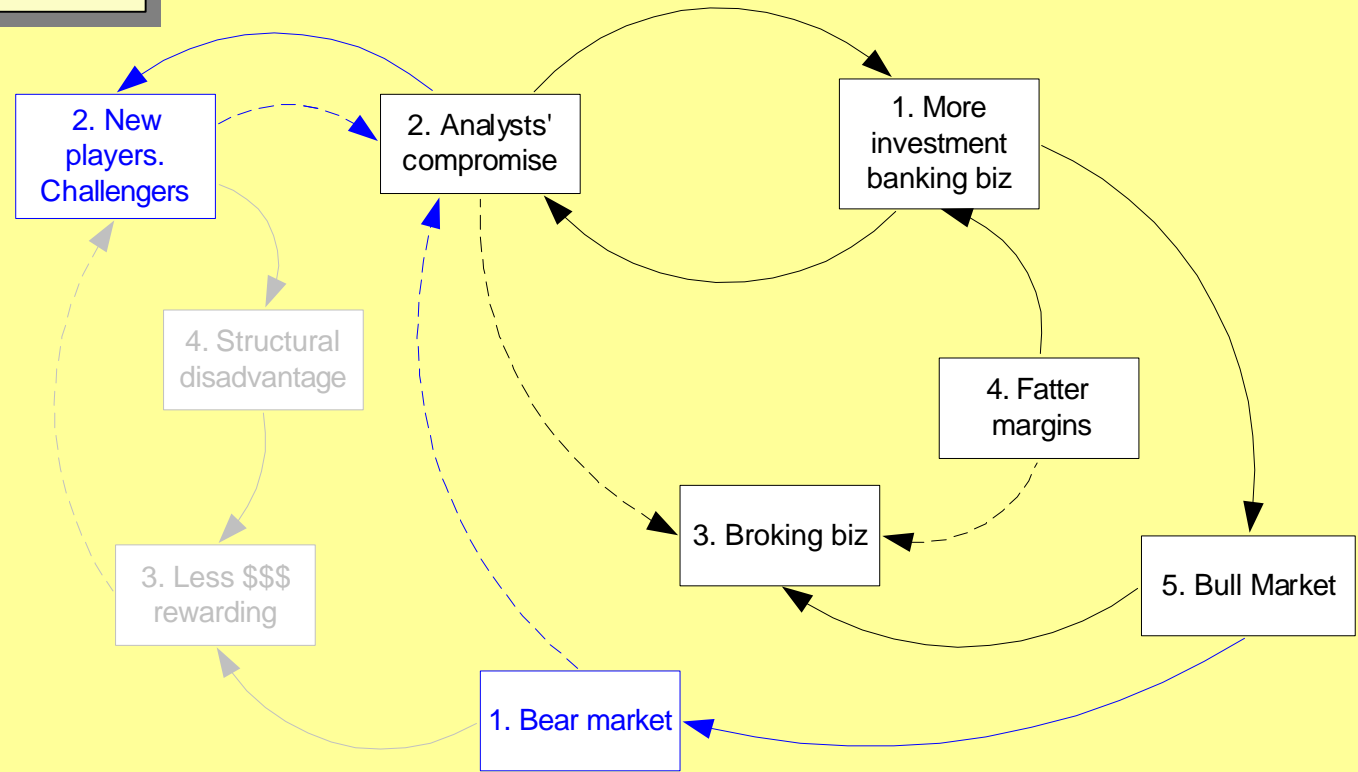 2. New
players.
Challengers
2. Analysts'
compromise
1. More
investment
banking biz
4. Structural
disadvantage
4. Fatter
margins
3. Broking biz
3. Less $$$
rewarding
5. Bull Market
1. Bear market